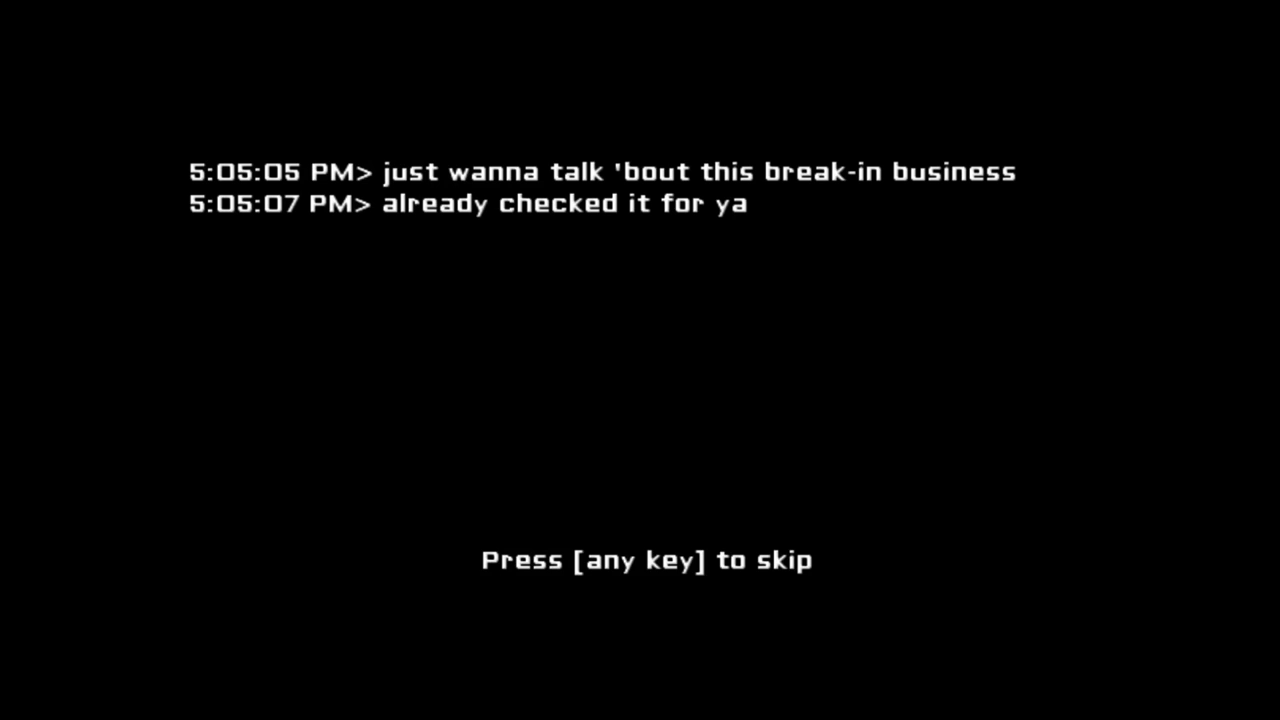 5:05:05 PM> just wanna talk 'bout this break-in business
5:05:07 PM> already checked it for ya
Press [any key] to skip